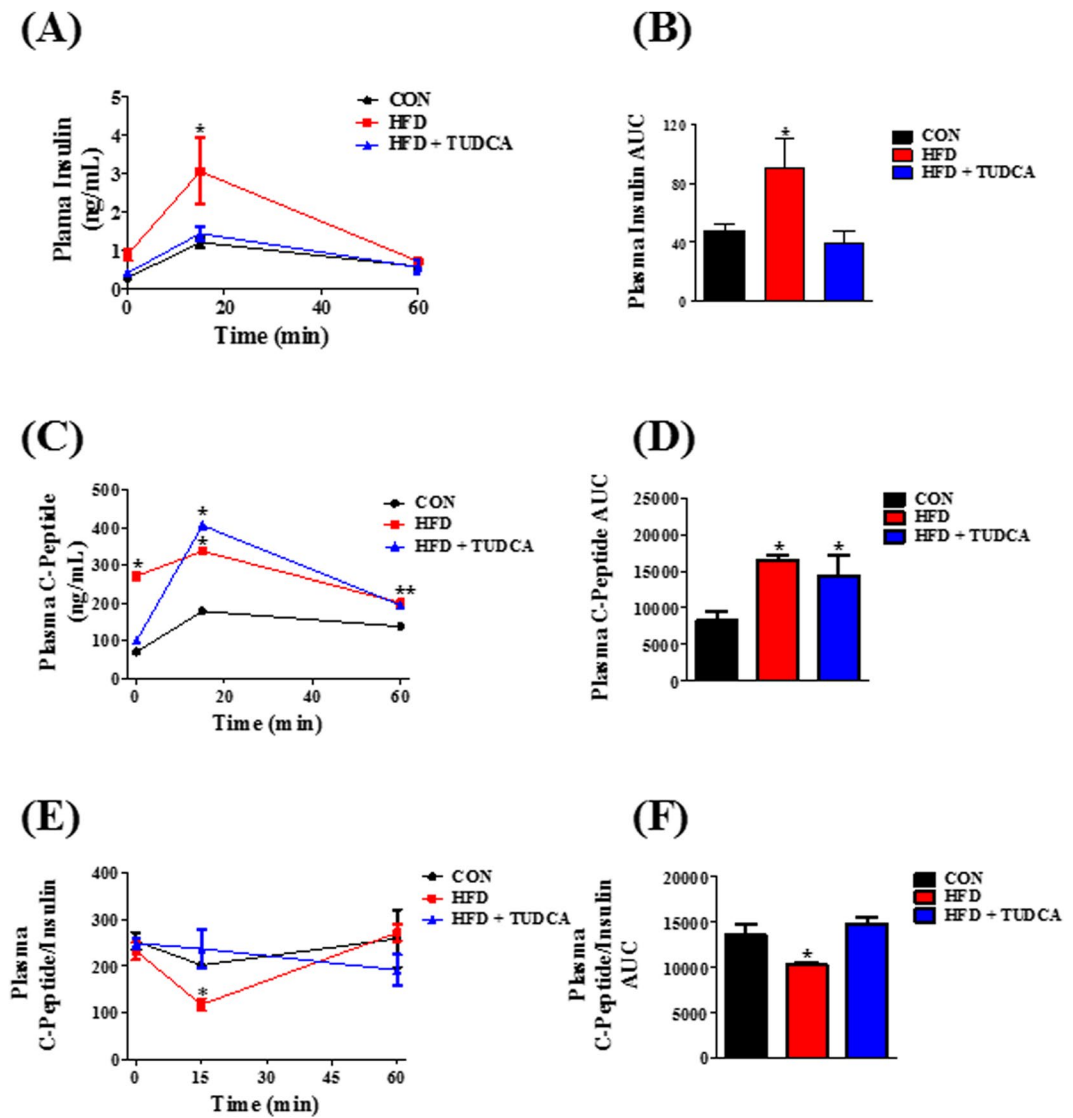 (A)
Plama Insulin
(ng/mL)
5
4
3
2
1
0
*
CON
HFD
HFD + TUDCA
0
20
40
60
Time (min)
(B)
Plasma Insulin AUC
120
80
40
0
*
CON
HFD
HFD + TUDCA
(C)
Plasma C-Peptide
(ng/mL)
500
400
300
200
100
0
*
*
*
**
CON
HFD
HFD + TUDCA
0
20
40
60
Time (min)
(D)
Plasma C-Peptide AUC
25000
20000
15000
10000
5000
0
*
*
CON
HFD
HFD + TUDCA
(E)
Plasma
C-Peptide/Insulin
400
300
200
100
0
*
CON
HFD
HFD + TUDCA
0
15
30
45
60
Time (min)
(F)
Plasma
C-Peptide/Insulin
AUC
20000
15000
10000
5000
0
*
CON
HFD
HFD + TUDCA